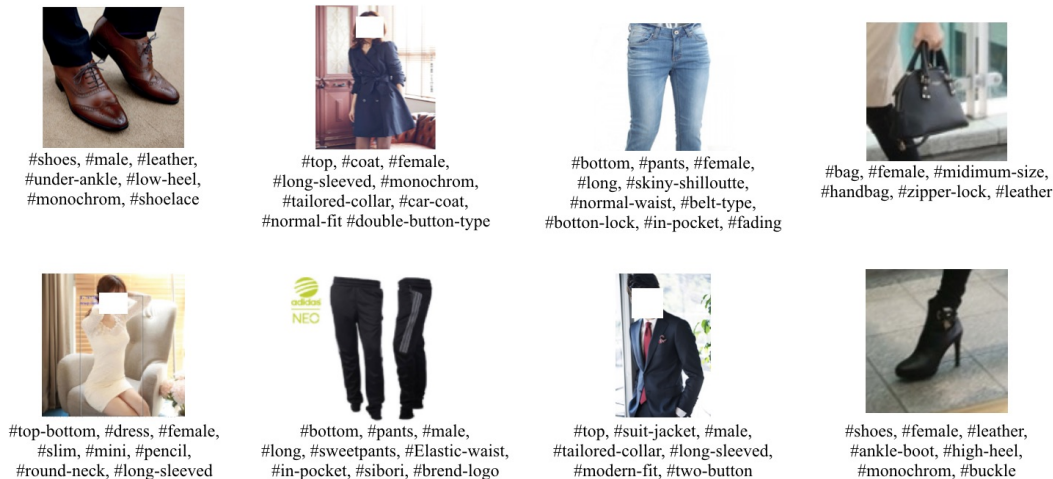 #shoes, #male, #leather,
#under-ankle, #low-heel,
#monochrom, #shoelace
#top, #coat, #female,
#long-sleeved, #monochrom,
#tailored-collar, #car-coat,
#normal-fit #double-button-type
#bottom, #pants, #female,
#long, #skiny-shilloutte,
#normal-waist, #belt-type,
#botton-lock, #in-pocket, #fading
#bag, #female, #midimum-size,
#handbag, #zipper-lock, #leather
adidas
NEO
#top-bottom, #dress, #female,
#slim, #mini, #pencil,
#round-neck, #long-sleeved
#bottom, #pants, #male,
#long, #sweetpants, #Elastic-waist,
#in-pocket, #sibori, #brend-logo
#top, #suit-jacket, #male,
#tailored-collar, #long-sleeved,
#modern-fit, #two-button
#shoes, #female, #leather,
#ankle-boot, #high-heel,
#monochrom, #buckle